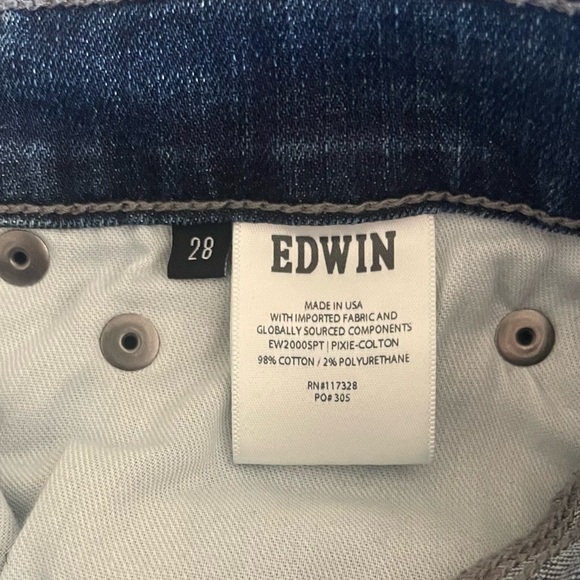 28
EDWIN
MADE IN USA
WITH IMPORTED FABRIC AND
GLOBALLY SOURCED COMPONENTS
EW2000SPT | PIXIE-COLTON
98% COTTON / 2% POLYURETHANE
RN#117328
PO# 305